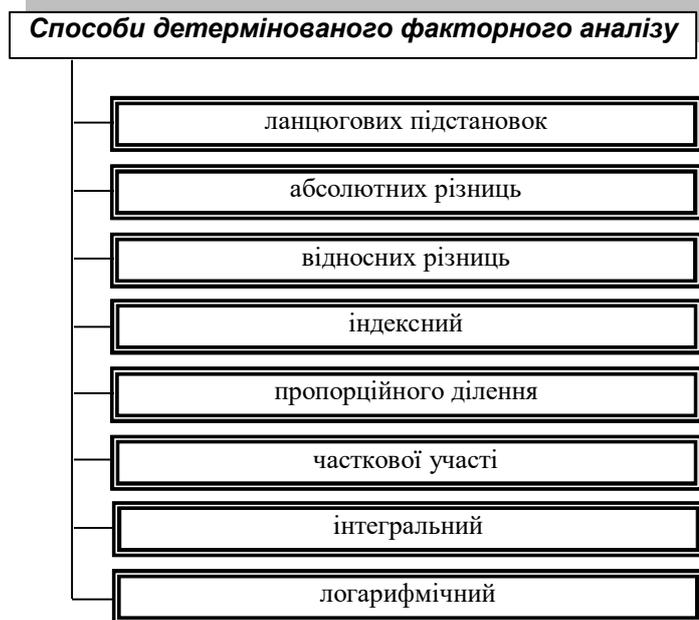 Способи детермінованого факторного аналізу
ланцюгових підстановок
абсолютних різниць
відносних різниць
індексний
пропорційного ділення
часткової участі
інтегральний
логарифмічний